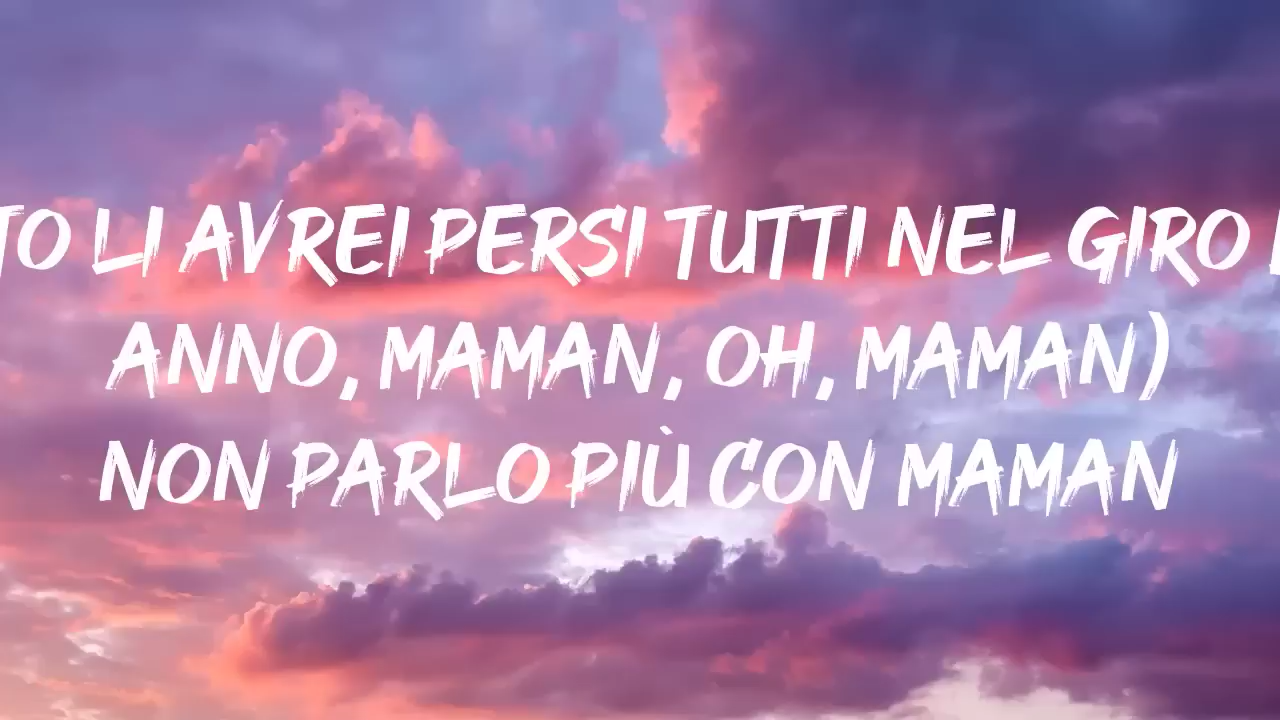 LI AVREI PERSI TUTTI NEL GIRO
ANNO, MAMAN, OH, MAMAN)
NON PARLO PIÙ CON MAMAN